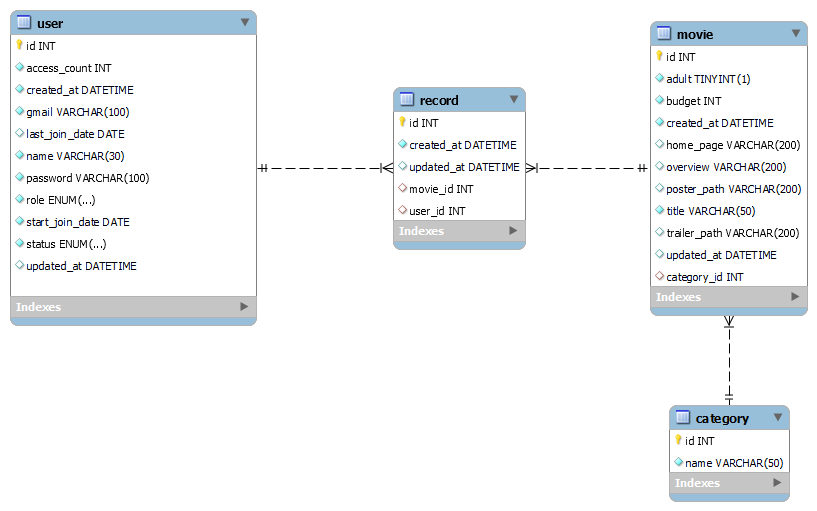 user
id INT
access_count INT
created_at DATETIME
gmail VARCHAR(100)
last_join_date DATE
name VARCHAR(30)
password VARCHAR(100)
role ENUM(...)
start_join_date DATE
status ENUM(...)
updated_at DATETIME
Indexes
record
id INT
created_at DATETIME
updated_at DATETIME
movie_id INT
user_id INT
Indexes
movie
id INT
adult TINYINT(1)
budget INT
created_at DATETIME
home_page VARCHAR(200)
overview VARCHAR(200)
poster_path VARCHAR(200)
title VARCHAR(50)
trailer_path VARCHAR(200)
updated_at DATETIME
category_id INT
Indexes
category
id INT
name VARCHAR(50)
Indexes